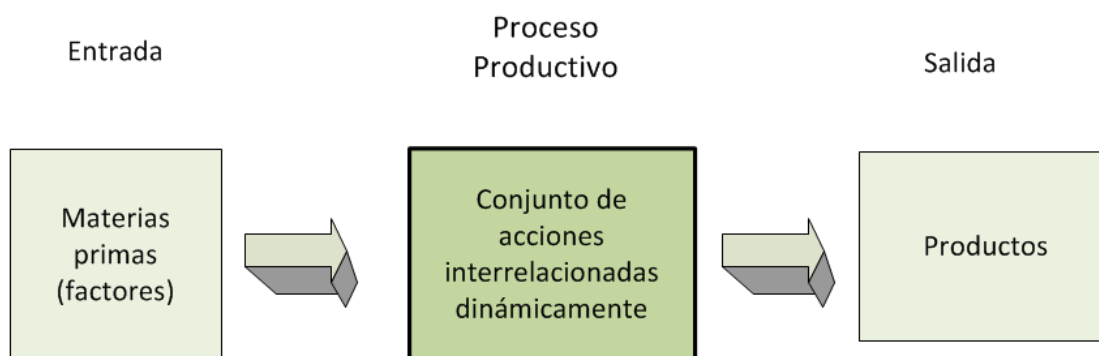 Entrada
Proceso
Productivo
Salida
Materias
primas
(factores)
Conjunto de
acciones
interrelacionadas
dinámicamente
Productos